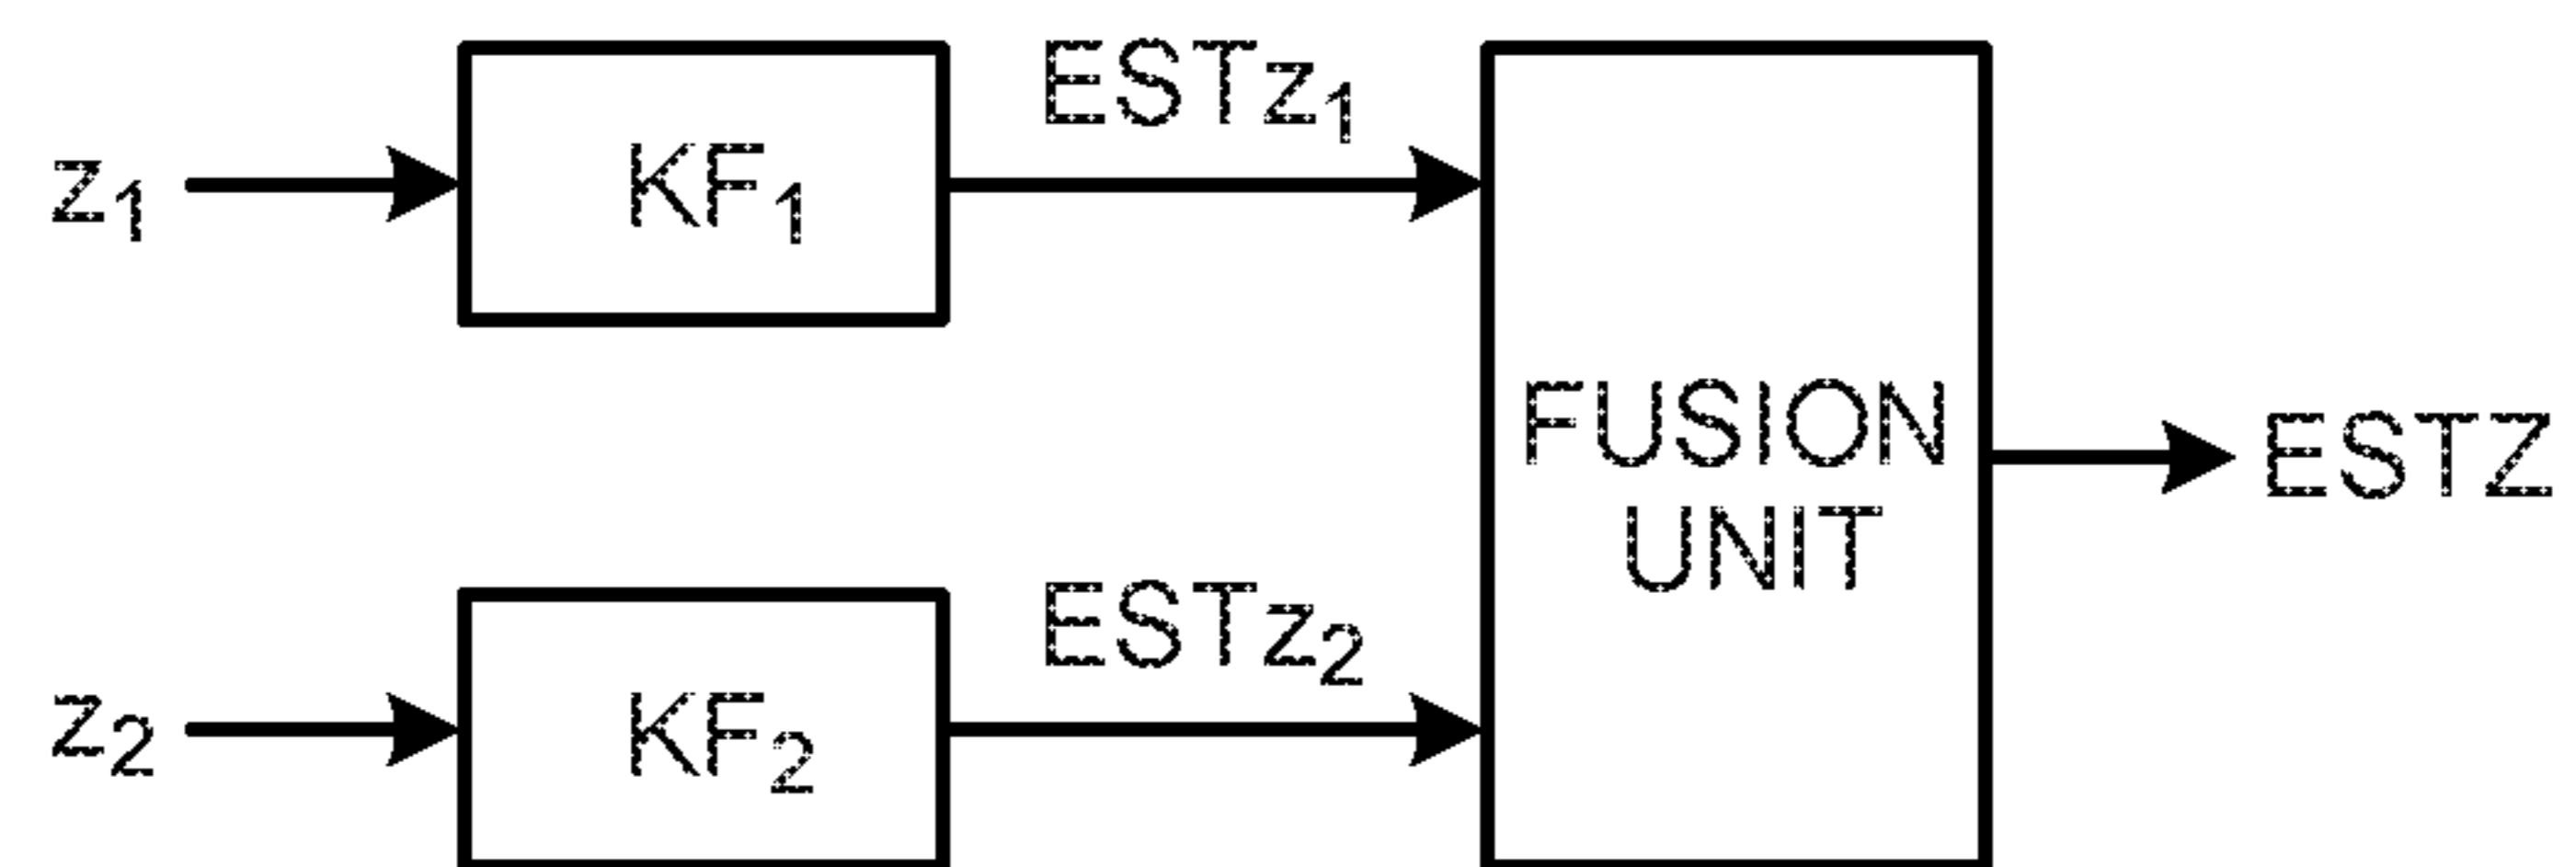 z₁
KF₁
ESTz₁
z₂
KF₂
ESTz₂
FUSION
UNIT
ESTZ